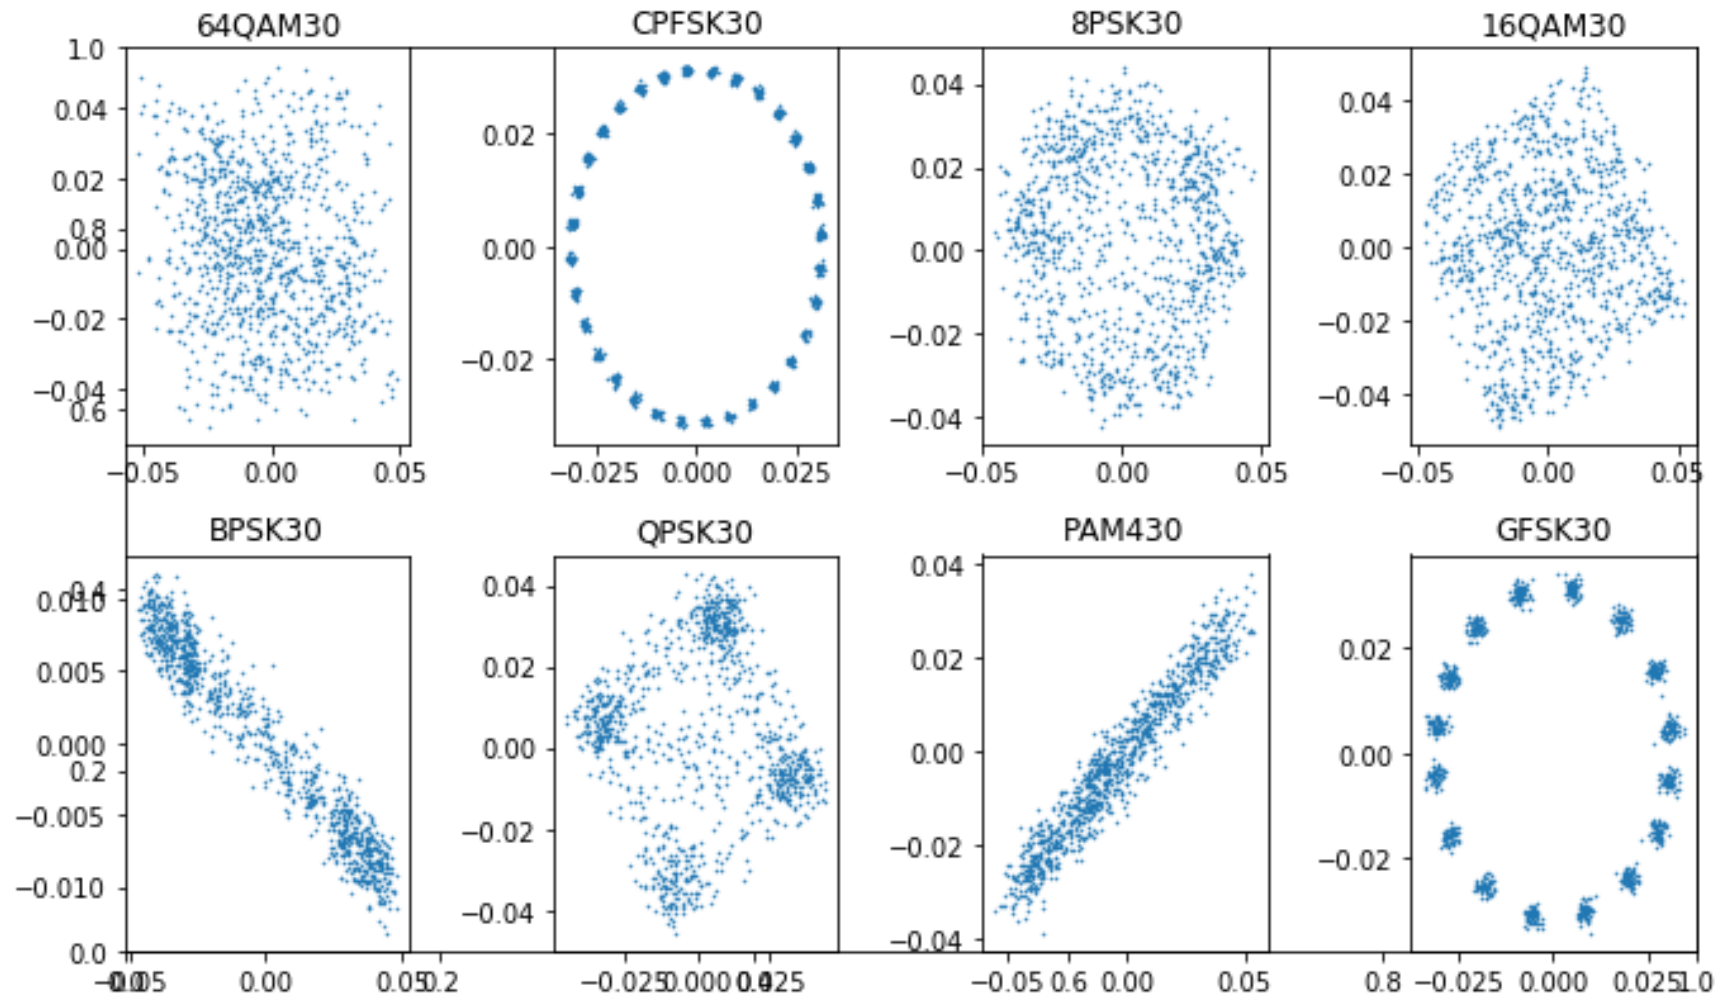 64QAM30 CPFSK30 8PSK30 16QAM30
1.0
0.04 0.02 0.04 0.04
0.02 0.02 0.02
0.8
0.00 0.00 0.00 0.00
−0.02 −0.02 −0.02 −0.02
−0.04 −0.04 −0.04
0.6
−0.05 0.00 0.05 −0.025 0.000 0.025 −0.05 0.00 0.05 −0.05 0.00 0.05
BPSK30 QPSK30 PAM430 GFSK30
0.4
0.010 0.04 0.04
0.005 0.02 0.02 0.02
0.000 0.00 0.00 0.00
0.2
−0.005 −0.02 −0.02 −0.02
−0.010 −0.04 −0.04
0.0
0.0 −0.05 0.00 0.05 0.2 −0.025 0.000 0.4 0.025 −0.05 0.6 0.00 0.05 0.8 −0.025 0.000 0.025 1.0